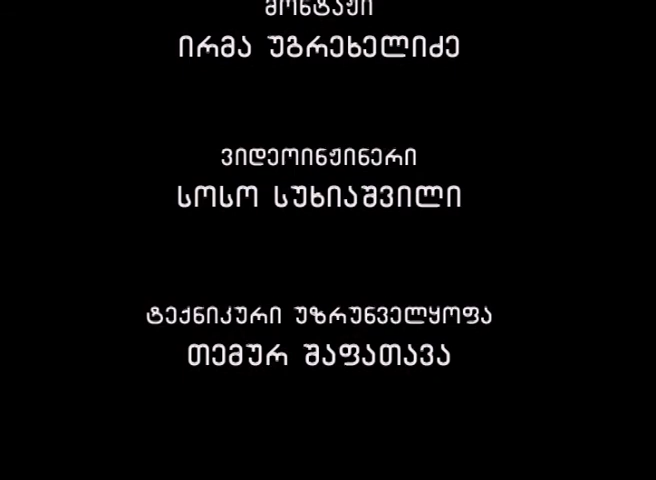 მონტაჟი
ირმა უგრეხელიძე
ვიდეოინჟინერი
სოსო სუხიაშვილი
ტექნიკური უზრუნველყოფა
თემურ შაფათავა